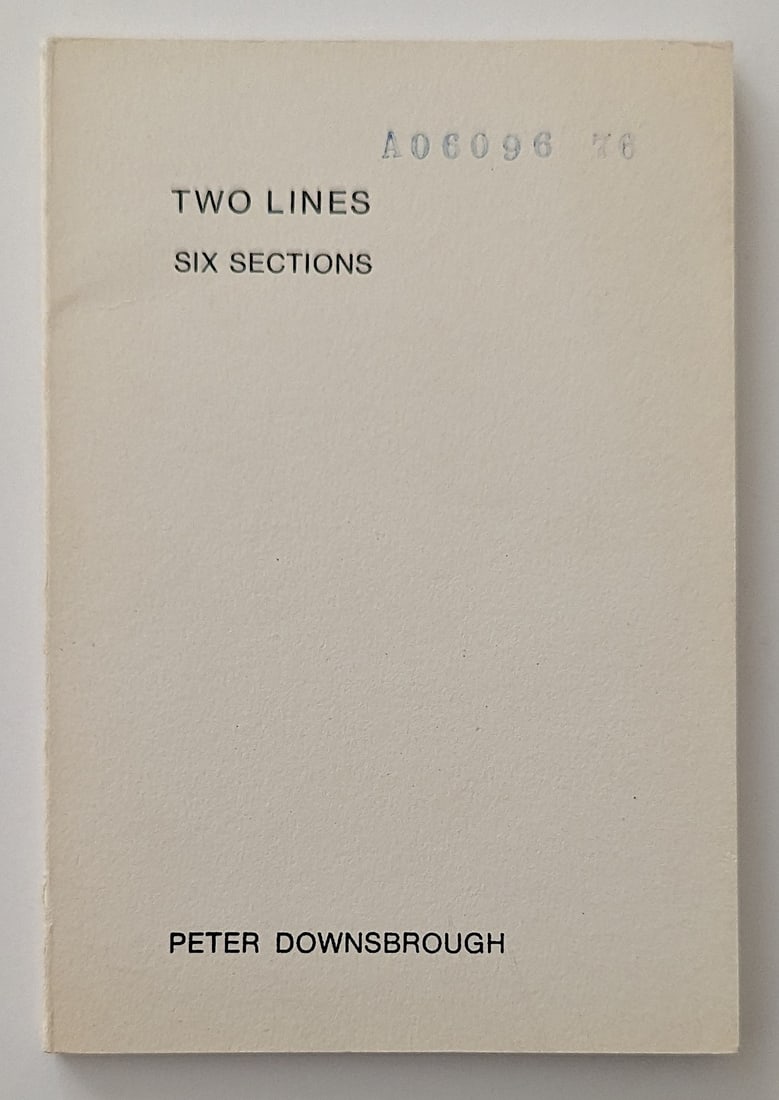 A06096 76
TWO LINES
SIX SECTIONS
PETER DOWNSBROUGH